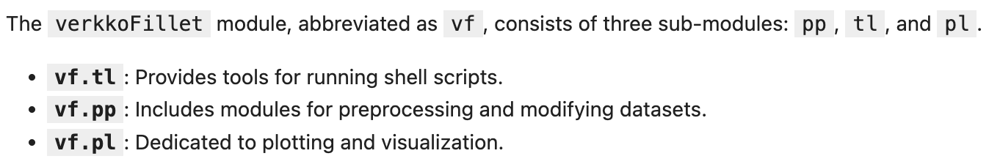 The verkkoFillet module, abbreviated as vf , consists of three sub-modules: pp , tl , and pl .
• vf.tl : Provides tools for running shell scripts.
• vf.pp : Includes modules for preprocessing and modifying datasets.
• vf.pl : Dedicated to plotting and visualization.